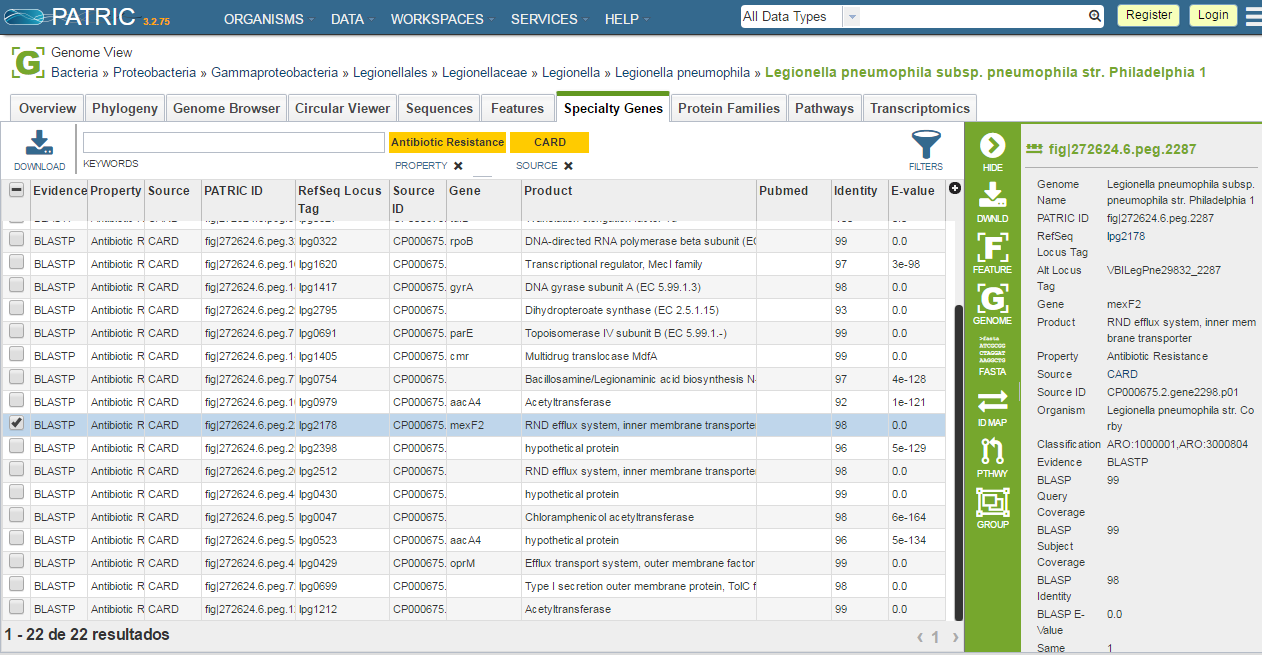 PATRIC 3.2.75 ORGANISMS DATA WORKSPACES SERVICES HELP All Data Types Register Login
Genome View
Bacteria » Proteobacteria » Gammaproteobacteria » Legionellales » Legionellaceae » Legionella » Legionella pneumophila » Legionella pneumophila subsp. pneumophila str. Philadelphia 1
Overview Phylogeny Genome Browser Circular Viewer Sequences Features Specialty Genes Protein Families Pathways Transcriptomics
DOWNLOAD KEYWORDS
Antibiotic Resistance CARD
PROPERTY ✖ SOURCE ✖
FILTERS
Evidence Property Source PATRIC ID RefSeq Locus Tag Source ID Gene Product Pubmed Identity E-value
BLASTP Antibiotic R CARD fig|272624.6.peg.3 lpg0322 CP000675. rpoB DNA-directed RNA polymerase beta subunit (EC 99 0.0
BLASTP Antibiotic R CARD fig|272624.6.peg.1 lpg1620 CP000675. Transcriptional regulator, MecI family 97 3e-98
BLASTP Antibiotic R CARD fig|272624.6.peg.1 lpg1417 CP000675. gyrA DNA gyrase subunit A (EC 5.99.1.3) 98 0.0
BLASTP Antibiotic R CARD fig|272624.6.peg.2 lpg2795 CP000675. Dihydropteroate synthase (EC 2.5.1.15) 93 0.0
BLASTP Antibiotic R CARD fig|272624.6.peg.7 lpg0691 CP000675. parE Topoisomerase IV subunit B (EC 5.99.1.-) 99 0.0
BLASTP Antibiotic R CARD fig|272624.6.peg.1 lpg1405 CP000675. cmr Multidrug translocase MdfA 99 0.0
BLASTP Antibiotic R CARD fig|272624.6.peg.7 lpg0754 CP000675. Bacillosamine/Legionaminic acid biosynthesis 97 4e-128
BLASTP Antibiotic R CARD fig|272624.6.peg.1 lpg0979 CP000675. aacA4 Acetyltransferase 92 1e-121
BLASTP Antibiotic R CARD fig|272624.6.peg.2 lpg2178 CP000675. mexF2 RND efflux system, inner membrane transporte 98 0.0
BLASTP Antibiotic R CARD fig|272624.6.peg.2 lpg2398 CP000675. hypothetical protein 96 5e-129
BLASTP Antibiotic R CARD fig|272624.6.peg.2 lpg2512 CP000675. RND efflux system, inner membrane transporte 98 0.0
BLASTP Antibiotic R CARD fig|272624.6.peg.4 lpg0430 CP000675. hypothetical protein 99 0.0
BLASTP Antibiotic R CARD fig|272624.6.peg.5 lpg0047 CP000675. Chloramphenicol acetyltransferase 98 6e-164
BLASTP Antibiotic R CARD fig|272624.6.peg.5 lpg0523 CP000675. aacA4 hypothetical protein 96 5e-134
BLASTP Antibiotic R CARD fig|272624.6.peg.4 lpg0429 CP000675. oprM Efflux transport system, outer membrane factor 99 0.0
BLASTP Antibiotic R CARD fig|272624.6.peg.7 lpg0699 CP000675. Type I secretion outer membrane protein, TolC f 98 0.0
BLASTP Antibiotic R CARD fig|272624.6.peg.1 lpg1212 CP000675. Acetyltransferase 99 0.0
1 - 22 de 22 resultados ‹ 1 ›
HIDE
DWNLD
F
FEATURE
G
GENOME
>fasta
ATCGCGG
CTAGGAT
AAGGCTG
FASTA
ID MAP
PTHWY
GROUP
fig|272624.6.peg.2287
Genome Legionella pneumophila subsp.
Name pneumophila str. Philadelphia 1
PATRIC ID fig|272624.6.peg.2287
RefSeq lpg2178
Locus Tag
Alt Locus VBILegPne29832_2287
Tag
Gene mexF2
Product RND efflux system, inner mem
brane transporter
Property Antibiotic Resistance
Source CARD
Source ID CP000675.2.gene2298.p01
Organism Legionella pneumophila str. Co
rby
Classification ARO:1000001,ARO:3000804
Evidence BLASTP
BLASP 99
Query
Coverage
BLASP 99
Subject
Coverage
BLASP 98
Identity
BLASP E- 0.0
Value
Same 1